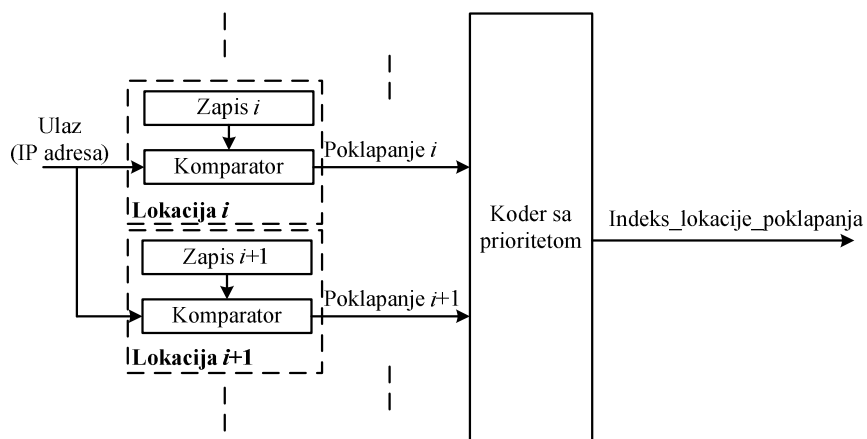 Zapis i
Ulaz
(IP adresa)
Komparator
Poklapanje i
Lokacija i
Koder sa
prioritetom
Indeks_lokacije_poklapanja
Zapis i+1
Komparator
Poklapanje i+1
Lokacija i+1